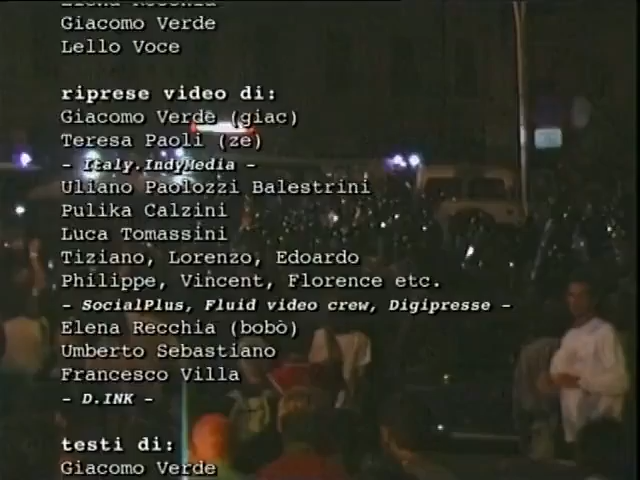 Elena Recchia
Giacomo Verde
Lello Voce
riprese video di:
Giacomo Verde (giac)
Teresa Paoli (ze)
- Italy.IndyMedia -
Uliano Paolozzi Balestrini
Pulika Calzini
Luca Tomassini
Tiziano, Lorenzo, Edoardo
Philippe, Vincent, Florence etc.
- SocialPlus, Fluid video crew, Digipresse -
Elena Recchia (bobò)
Umberto Sebastiano
Francesco Villa
- D.INK -
testi di:
Giacomo Verde